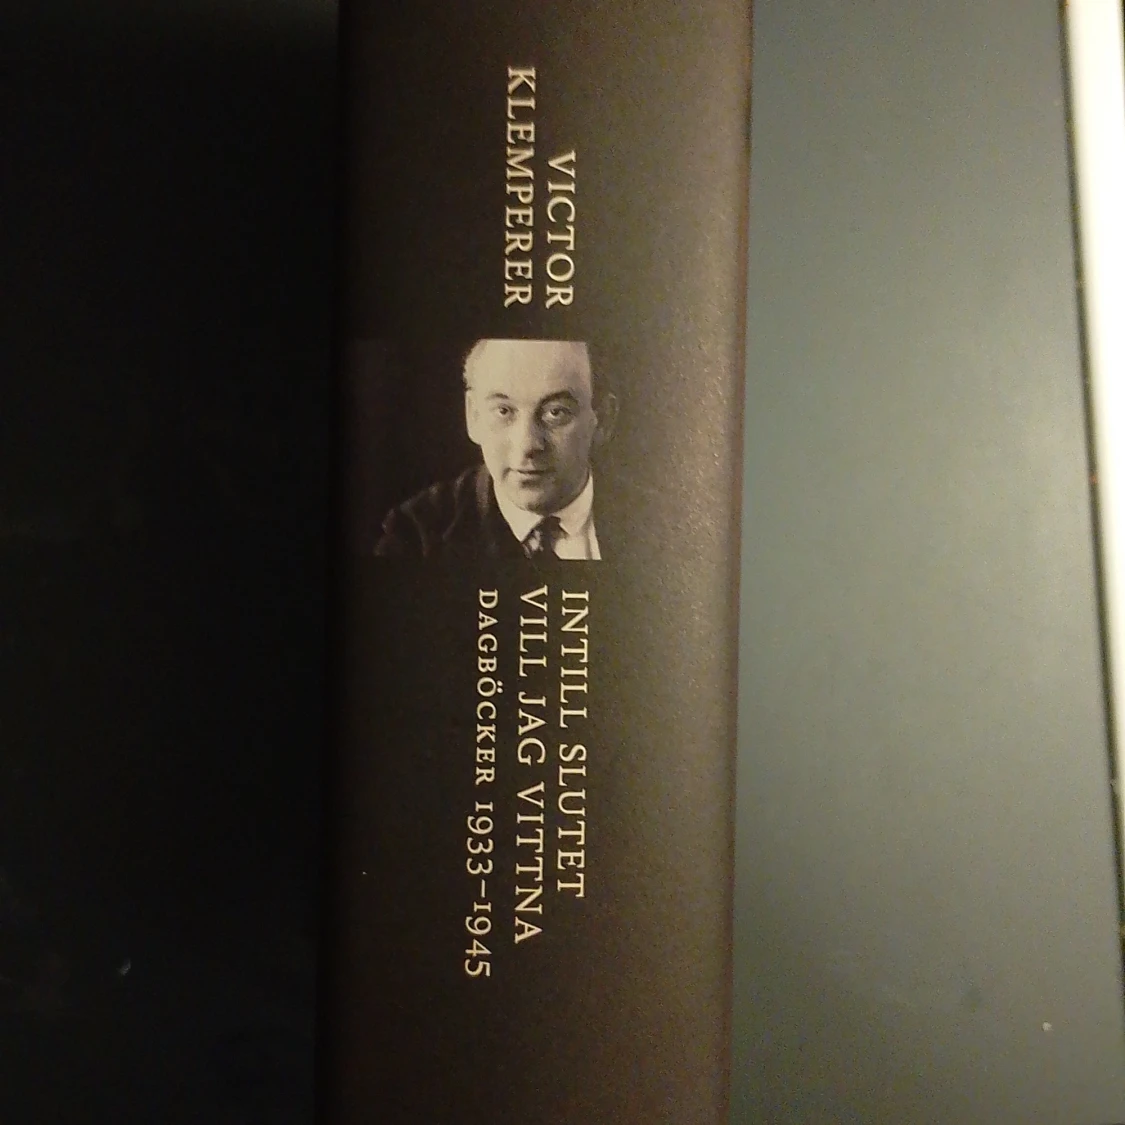 VICTOR
KLEMPERER
INTILL SLUTET
VILL JAG VITTNA
DAGBÖCKER 1933–1945